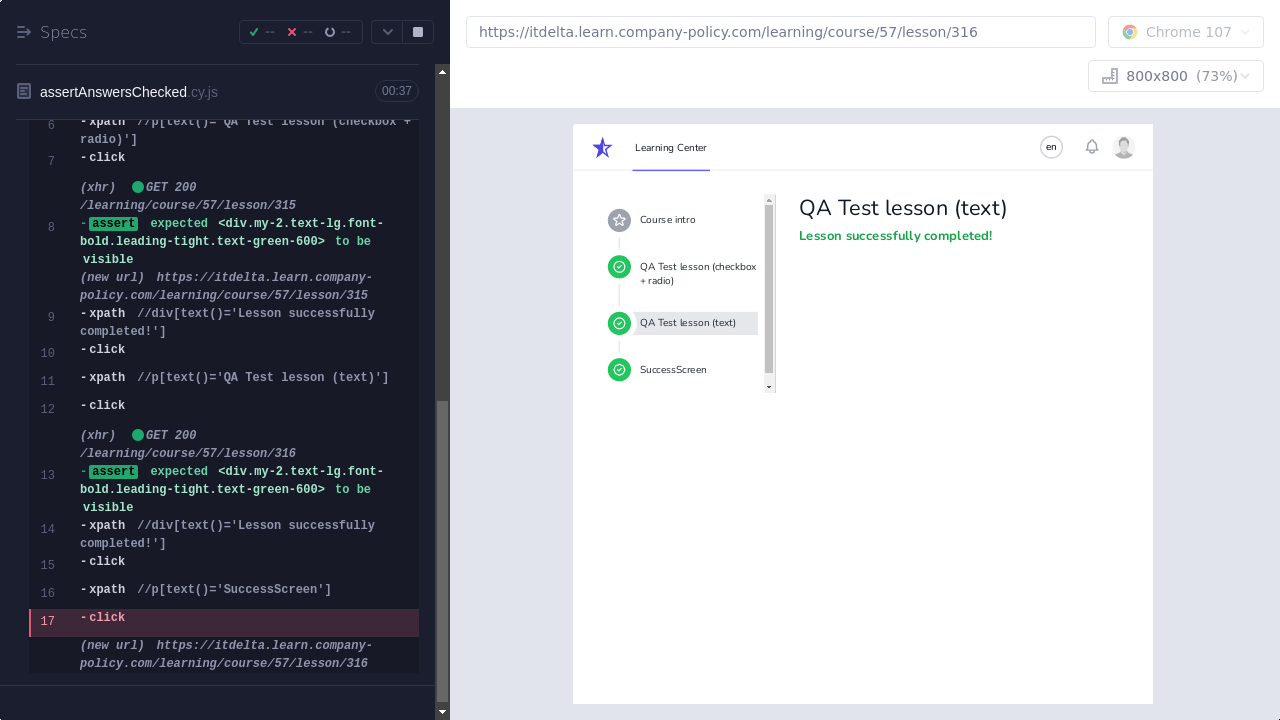 Specs
--
--
--
https://itdelta.learn.company-policy.com/learning/course/57/lesson/316
Chrome 107
800x800 (73%)
assertAnswersChecked.cy.js
00:37
6 -xpath //p[text()='QA Test lesson (checkbox +
radio)']
7 -click
(xhr) GET 200
/learning/course/57/lesson/315
8 -assert expected <div.my-2.text-lg.font-
bold.leading-tight.text-green-600> to be
visible
(new url) https://itdelta.learn.company-
policy.com/learning/course/57/lesson/315
9 -xpath //div[text()='Lesson successfully
completed!']
10 -click
11 -xpath //p[text()='QA Test lesson (text)']
12 -click
(xhr) GET 200
/learning/course/57/lesson/316
13 -assert expected <div.my-2.text-lg.font-
bold.leading-tight.text-green-600> to be
visible
14 -xpath //div[text()='Lesson successfully
completed!']
15 -click
16 -xpath //p[text()='SuccessScreen']
17 -click
(new url) https://itdelta.learn.company-
policy.com/learning/course/57/lesson/316
Learning Center
en
Course intro
QA Test lesson (checkbox
+ radio)
QA Test lesson (text)
SuccessScreen
QA Test lesson (text)
Lesson successfully completed!